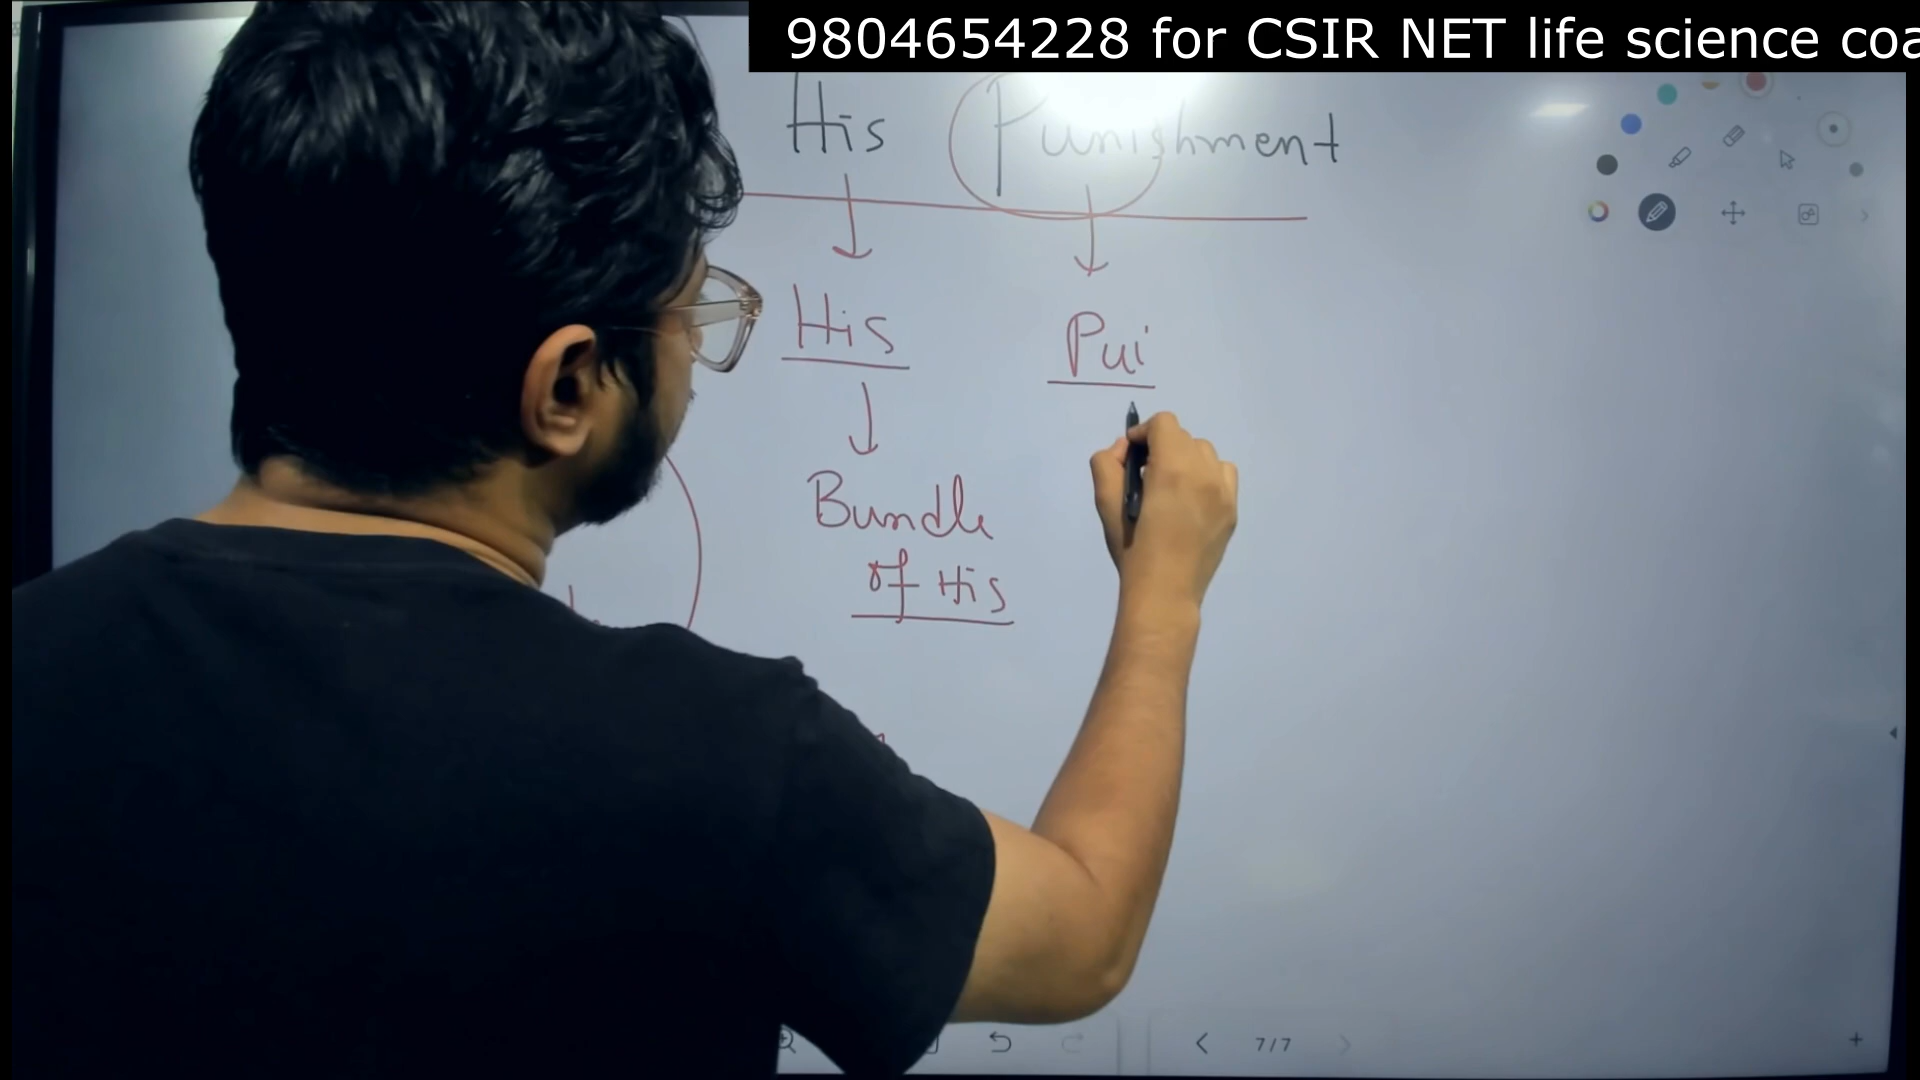 9804654228 for CSIR NET life science coa
His Punishment
His Pui
Bundle
of His
7/7